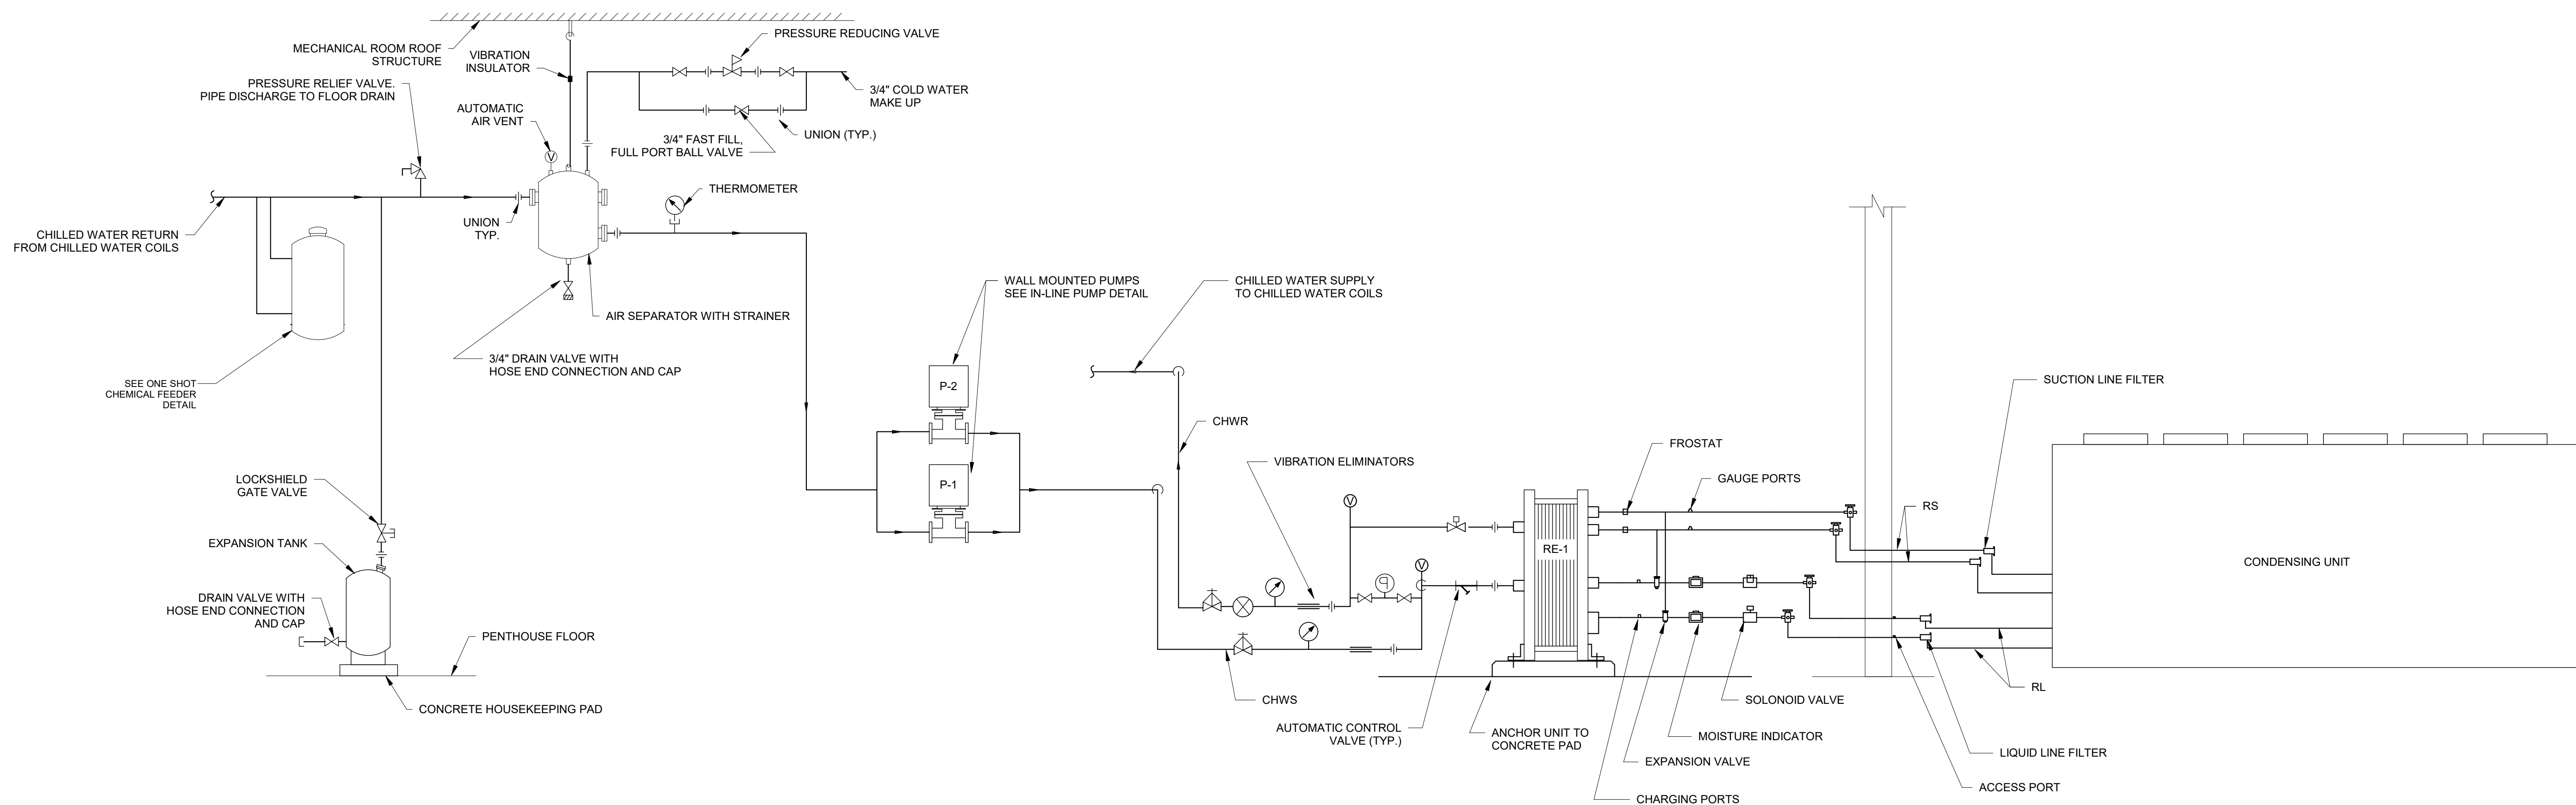 MECHANICAL ROOM ROOF
STRUCTURE
PRESSURE RELIEF VALVE.
PIPE DISCHARGE TO FLOOR DRAIN
VIBRATION
INSULATOR
AUTOMATIC
AIR VENT
V
PRESSURE REDUCING VALVE
3/4" COLD WATER
MAKE UP
3/4" FAST FILL,
FULL PORT BALL VALVE
UNION (TYP.)
THERMOMETER
UNION
TYP.
CHILLED WATER RETURN
FROM CHILLED WATER COILS
AIR SEPARATOR WITH STRAINER
3/4" DRAIN VALVE WITH
HOSE END CONNECTION AND CAP
SEE ONE SHOT
CHEMICAL FEEDER
DETAIL
LOCKSHIELD
GATE VALVE
EXPANSION TANK
DRAIN VALVE WITH
HOSE END CONNECTION
AND CAP
PENTHOUSE FLOOR
CONCRETE HOUSEKEEPING PAD
WALL MOUNTED PUMPS
SEE IN-LINE PUMP DETAIL
P-2
P-1
CHILLED WATER SUPPLY
TO CHILLED WATER COILS
CHWR
VIBRATION ELIMINATORS
V
V
P
CHWS
AUTOMATIC CONTROL
VALVE (TYP.)
RE-1
ANCHOR UNIT TO
CONCRETE PAD
FROSTAT
GAUGE PORTS
SOLONOID VALVE
MOISTURE INDICATOR
EXPANSION VALVE
CHARGING PORTS
RS
SUCTION LINE FILTER
CONDENSING UNIT
RL
LIQUID LINE FILTER
ACCESS PORT